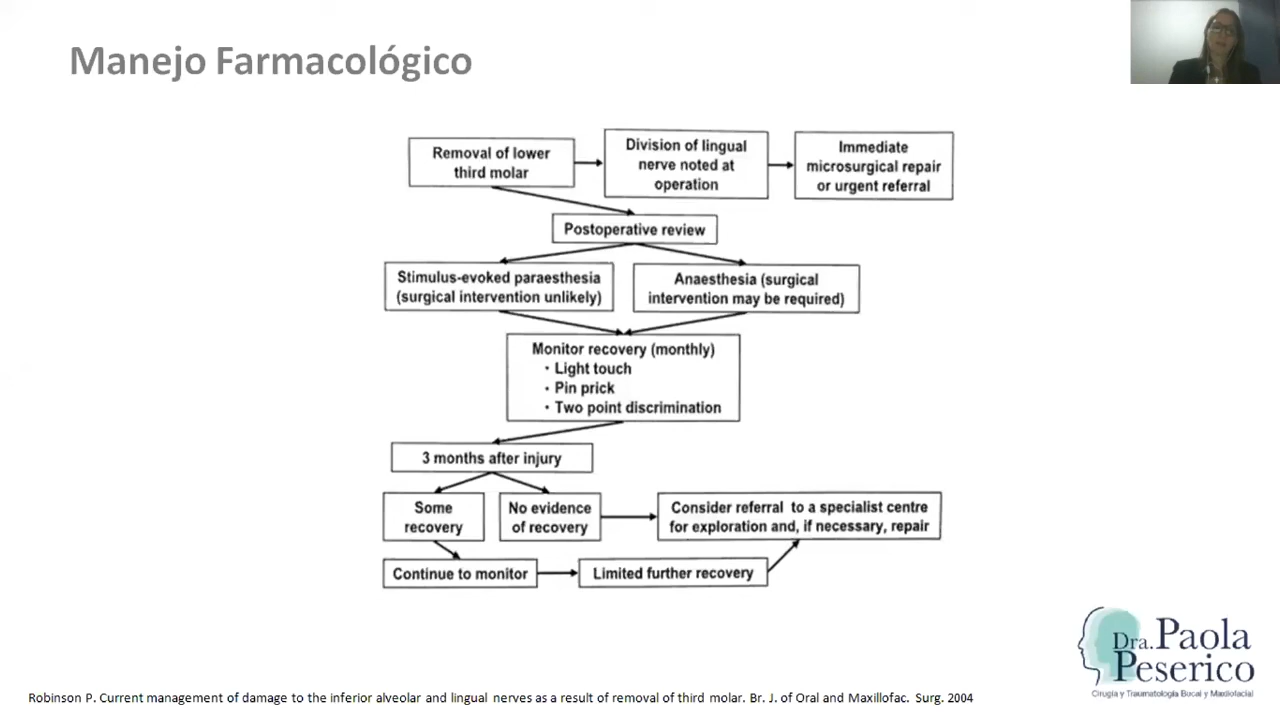 Manejo Farmacológico
Removal of lower
third molar
Division of lingual
nerve noted at
operation
Immediate
microsurgical repair
or urgent referral
Postoperative review
Stimulus-evoked paraesthesia
(surgical intervention unlikely)
Anaesthesia (surgical
intervention may be required)
Monitor recovery (monthly)
• Light touch
• Pin prick
• Two point discrimination
3 months after injury
Some
recovery
No evidence
of recovery
Consider referral to a specialist centre
for exploration and, if necessary, repair
Continue to monitor
Limited further recovery
Dra. Paola
Peserico
Cirugía y Traumatología Bucal y Maxilofacial
Robinson P. Current management of damage to the inferior alveolar and lingual nerves as a result of removal of third molar. Br. J. of Oral and Maxillofac. Surg. 2004